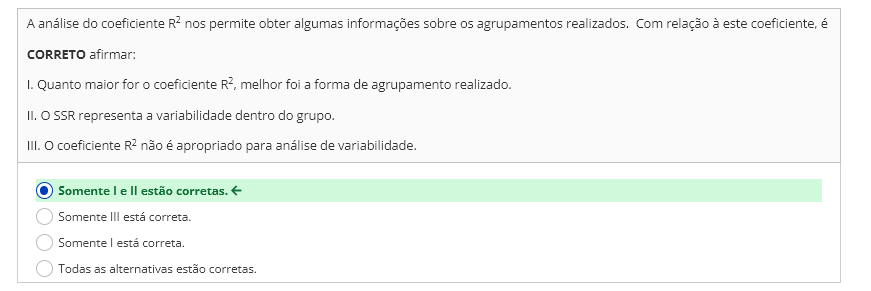 A análise do coeficiente R² nos permite obter algumas informações sobre os agrupamentos realizados. Com relação à este coeficiente, é
CORRETO afirmar:
I. Quanto maior for o coeficiente R², melhor foi a forma de agrupamento realizado.
II. O SSR representa a variabilidade dentro do grupo.
III. O coeficiente R² não é apropriado para análise de variabilidade.
Somente I e II estão corretas. ←
Somente III está correta.
Somente I está correta.
Todas as alternativas estão corretas.